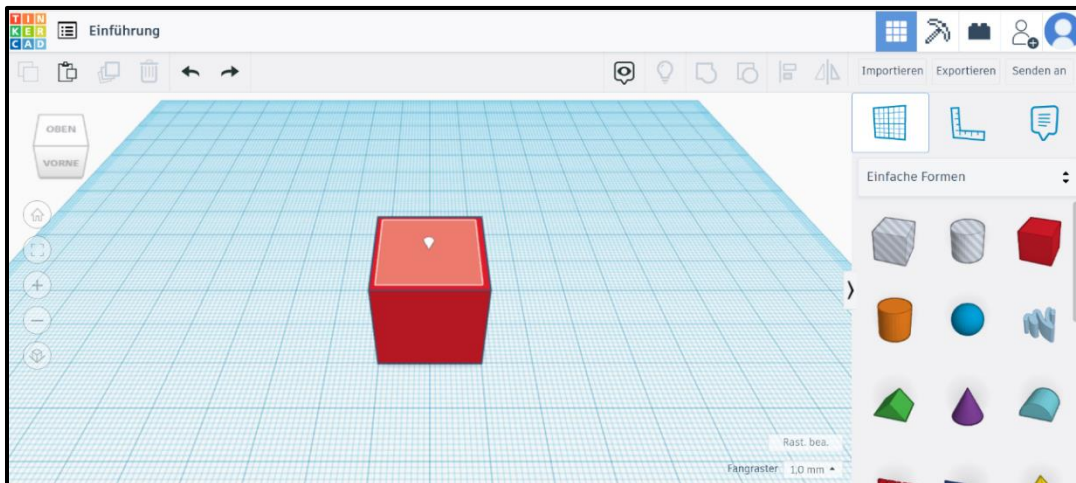 TIN
KER
CAD
Einführung
Importieren
Exportieren
Senden an
OBEN
VORNE
Einfache Formen
Rast. bea.
Fangraster 1,0 mm